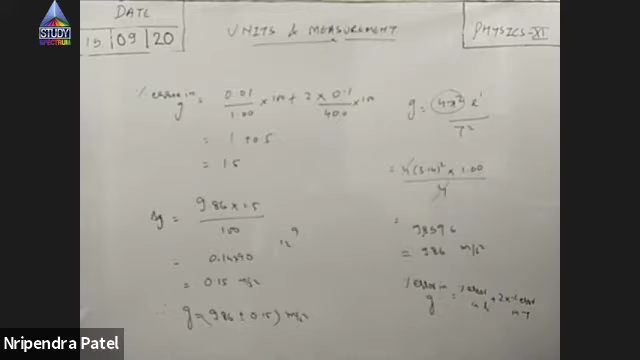 STUDY
SPECTRUM
DATE
15 | 09 | 20
UNITS & MEASUREMENT
PHYSICS-XI
% error in g = 0.01/1.00 × 100 + 2 × 0.1/40.0 × 100
= 1 + 0.5
= 1.5
Δg = 9.86 × 1.5 / 100
= 0.15 m/s²
g = (9.86 ± 0.15) m/s²
g = 4π² l / T²
= 4 (3.14)² × 1.00 / 4
= 9.8596
= 9.86 m/s²
% error in g = % error in l + 2 × % error in T
Nripendra Patel